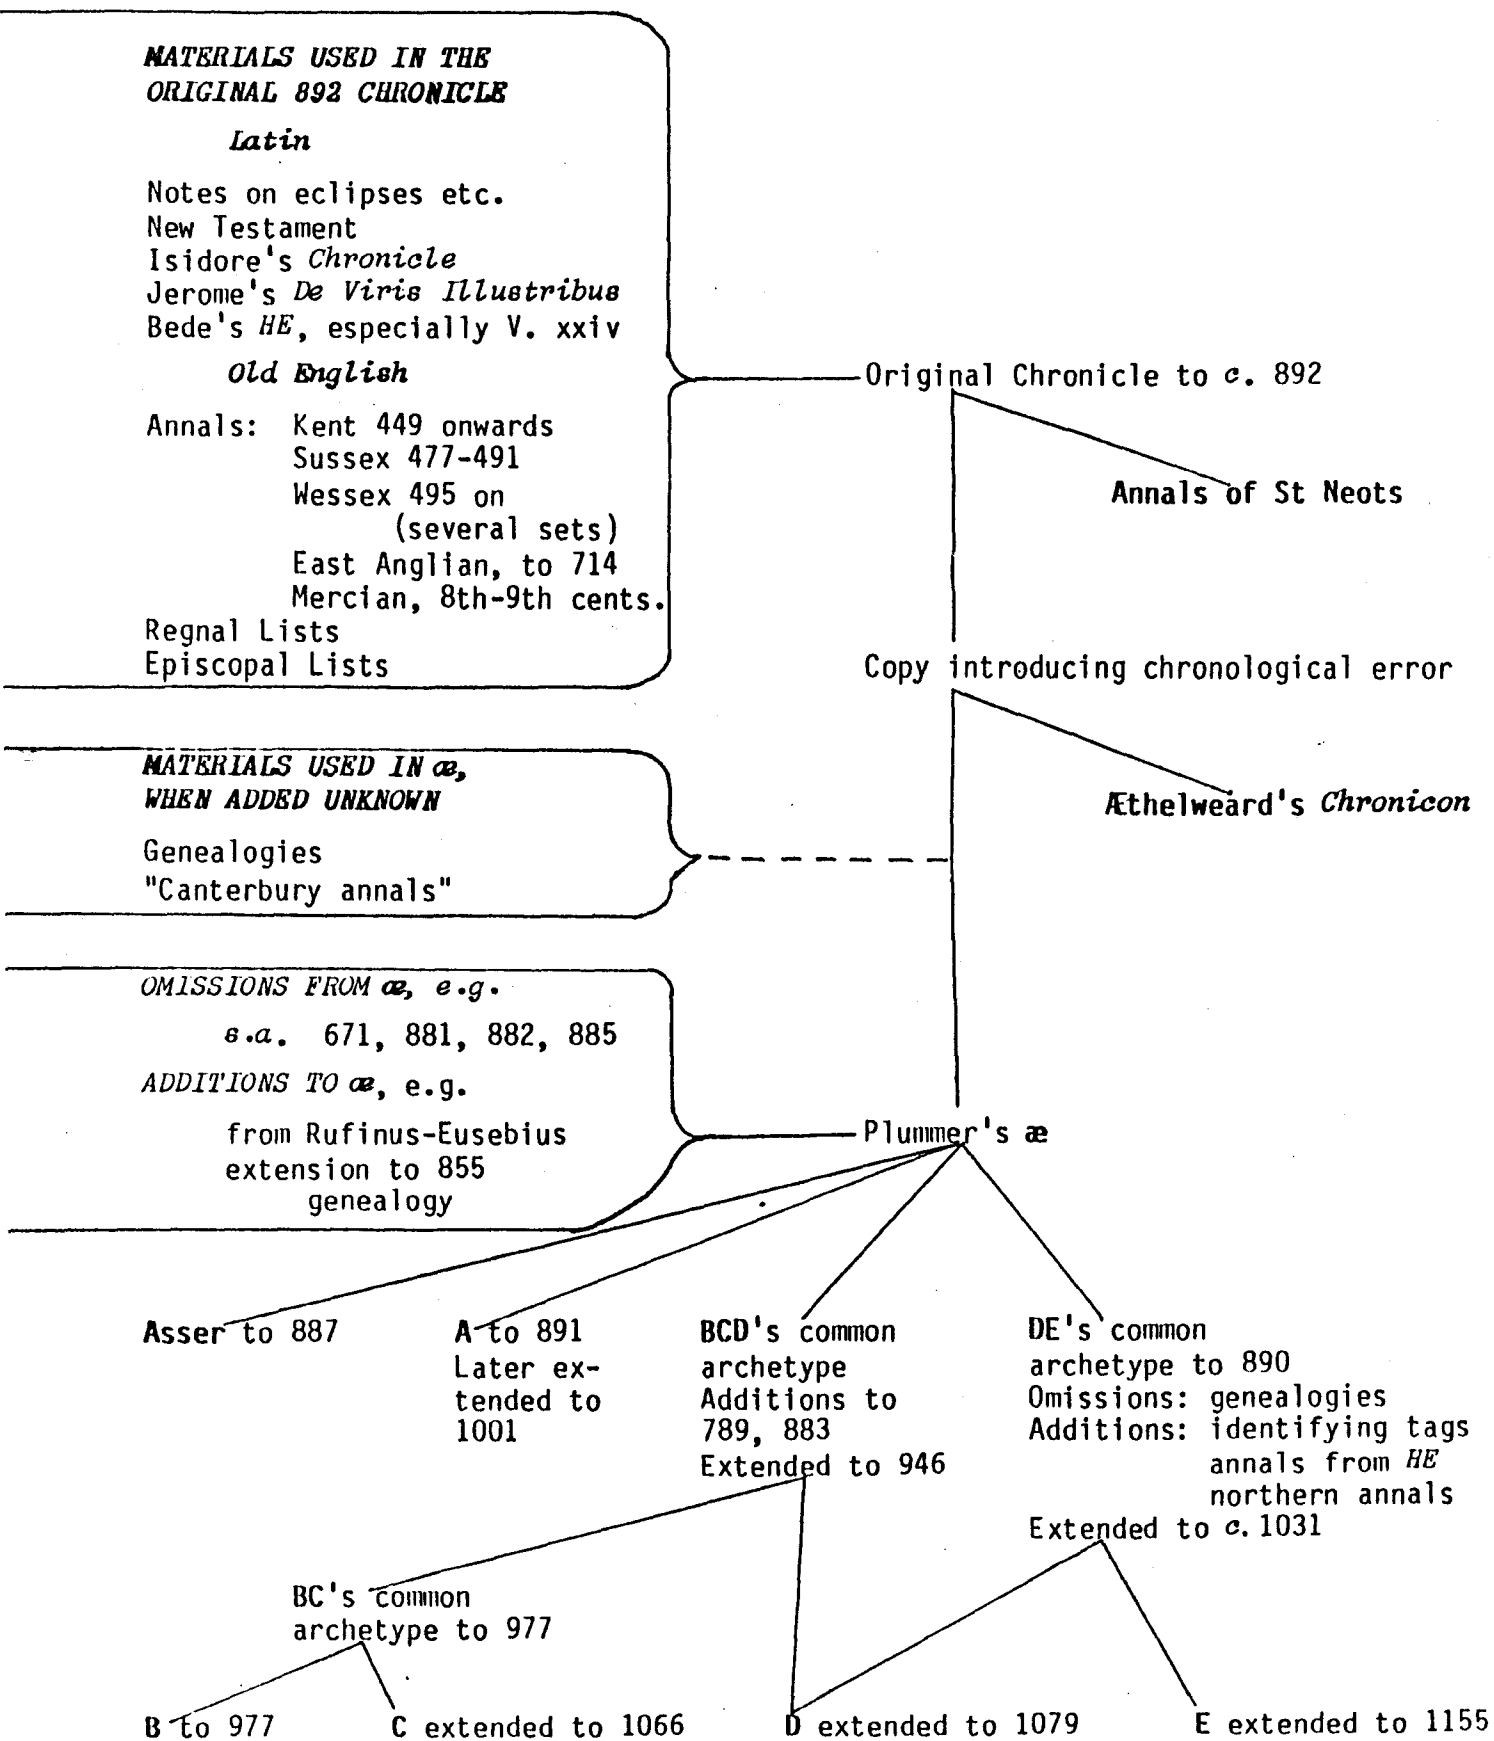 MATERIALS USED IN THE
ORIGINAL 892 CHRONICLE
Latin
Notes on eclipses etc.
New Testament
Isidore's Chronicle
Jerome's De Viris Illustribus
Bede's HE, especially V. xxiv
Old English
Annals: Kent 449 onwards
Sussex 477-491
Wessex 495 on
(several sets)
East Anglian, to 714
Mercian, 8th-9th cents.
Regnal Lists
Episcopal Lists
Original Chronicle to c. 892
Annals of St Neots
Copy introducing chronological error
Æthelweard's Chronicon
MATERIALS USED IN æ,
WHEN ADDED UNKNOWN
Genealogies
"Canterbury annals"
OMISSIONS FROM æ, e.g.
s.a. 671, 881, 882, 885
ADDITIONS TO æ, e.g.
from Rufinus-Eusebius
extension to 855
genealogy
Plummer's æ
Asser to 887
A to 891
Later ex-
tended to
1001
BCD's common
archetype
Additions to
789, 883
Extended to 946
DE's common
archetype to 890
Omissions: genealogies
Additions: identifying tags
annals from HE
northern annals
Extended to c. 1031
BC's common
archetype to 977
B to 977
C extended to 1066
D extended to 1079
E extended to 1155